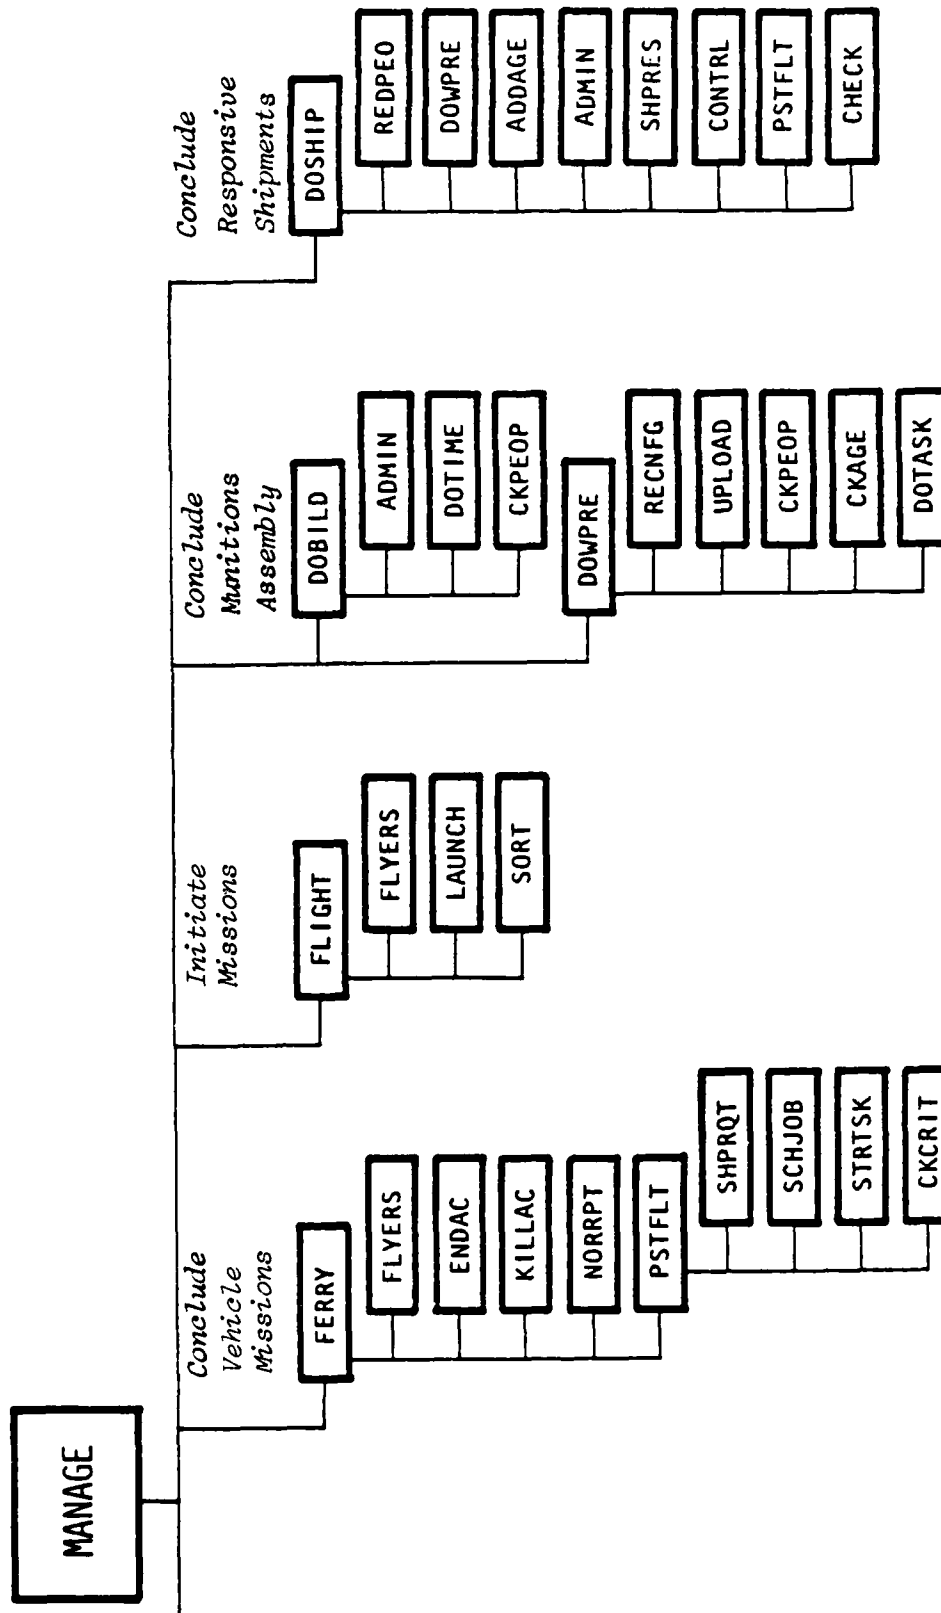 MANAGE
Conclude
Vehicle
Missions
FERRY
FLYERS
ENDAC
KILLAC
NORRPT
PSTFLT
SHPRQT
SCHJOB
STRTSK
CKCRIT
Initiate
Missions
FLIGHT
FLYERS
LAUNCH
SORT
Conclude
Munitions
Assembly
DOBILD
ADMIN
DOTIME
CKPEOP
DOWPRE
RECNFG
UPLOAD
CKPEOP
CKAGE
DOTASK
Conclude
Responsive
Shipments
DOSHIP
REDPEO
DOWPRE
ADDAGE
ADMIN
SHPRES
CONTRL
PSTFLT
CHECK